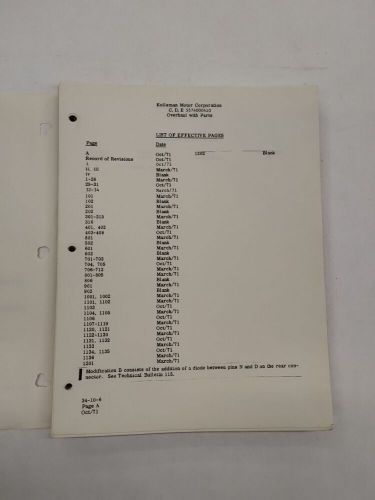 Kollsman Motor Corporation
Overhaul with Parts
LIST OF EFFECTIVE PAGES
Page Date
A Oct/71 1202 Blank
Record of Revisions Oct/71
i Oct/71
ii, iii March/71
iv Blank
1-28 March/71
29-31 Oct/71
32-34 March/71
101 March/71
102 Blank
201 March/71
202 Blank
301-315 March/71
316 Blank
401, 402 March/71
403-408 Oct/71
501 March/71
502 Blank
601 March/71
602 Blank
701-703 March/71
704, 705 Oct/71
706-712 March/71
801-805 March/71
806 Blank
901 March/71
902 Blank
1001, 1002 March/71
1101, 1102 March/71
1103 Oct/71
1104, 1105 March/71
1106 Oct/71
1107-1119 March/71
1120, 1121 Oct/71
1122-1130 March/71
1131, 1132 Oct/71
1133 March/71
1134, 1135 Oct/71
1136 March/71
1201 March/71
Modification D consists of the addition of a diode between pins N and D on the rear con-
nector. See Technical Bulletin 115.
34-10-6
Page A
Oct/71